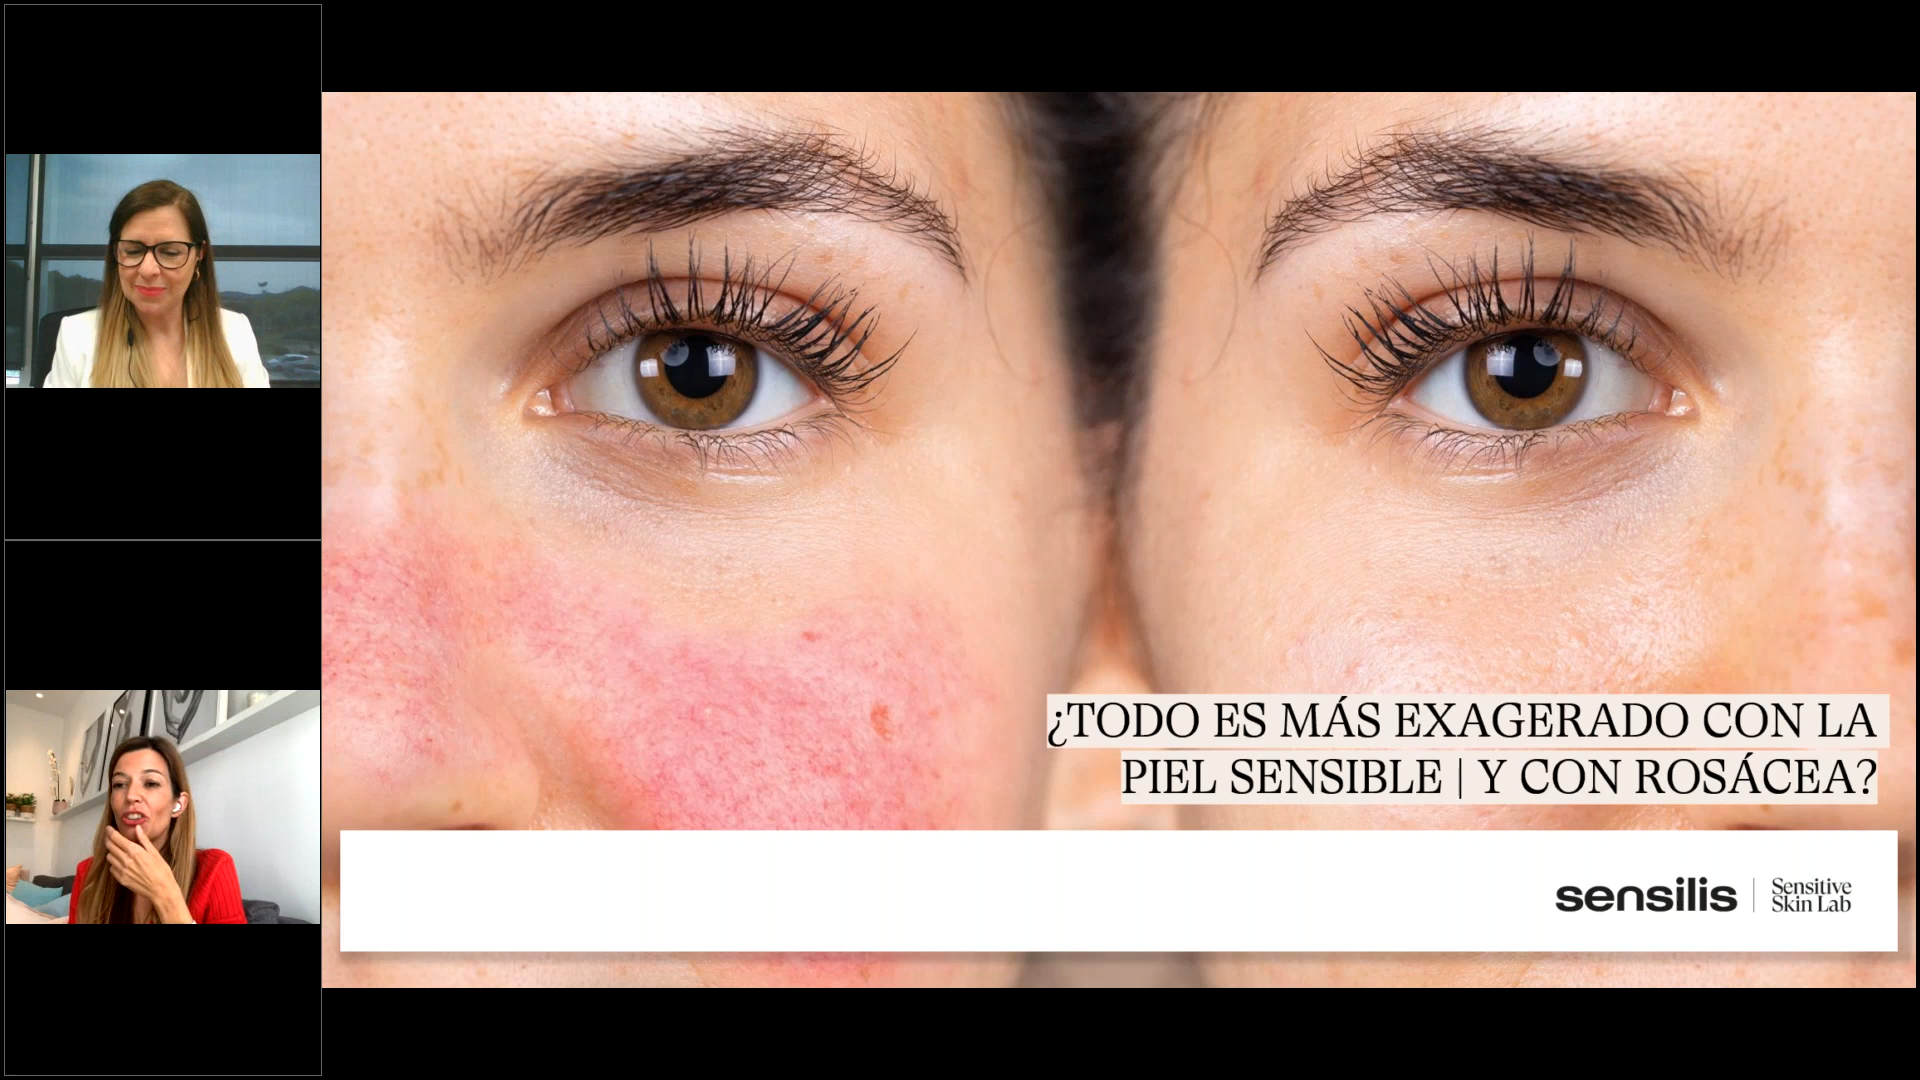 ¿TODO ES MÁS EXAGERADO CON LA
PIEL SENSIBLE | Y CON ROSÁCEA?
sensilis | Sensitive
Skin Lab